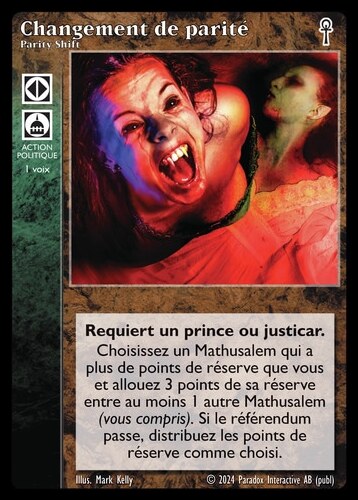 Changement de parité
Parity Shift
ACTION
POLITIQUE
1 voix
Requiert un prince ou justicar.
Choisissez un Mathusalem qui a
plus de points de réserve que vous
et allouez 3 points de sa réserve
entre au moins 1 autre Mathusalem
(vous compris). Si le référendum
passe, distribuez les points de
réserve comme choisi.
Illus. Mark Kelly
© 2024 Paradox Interactive AB (publ)